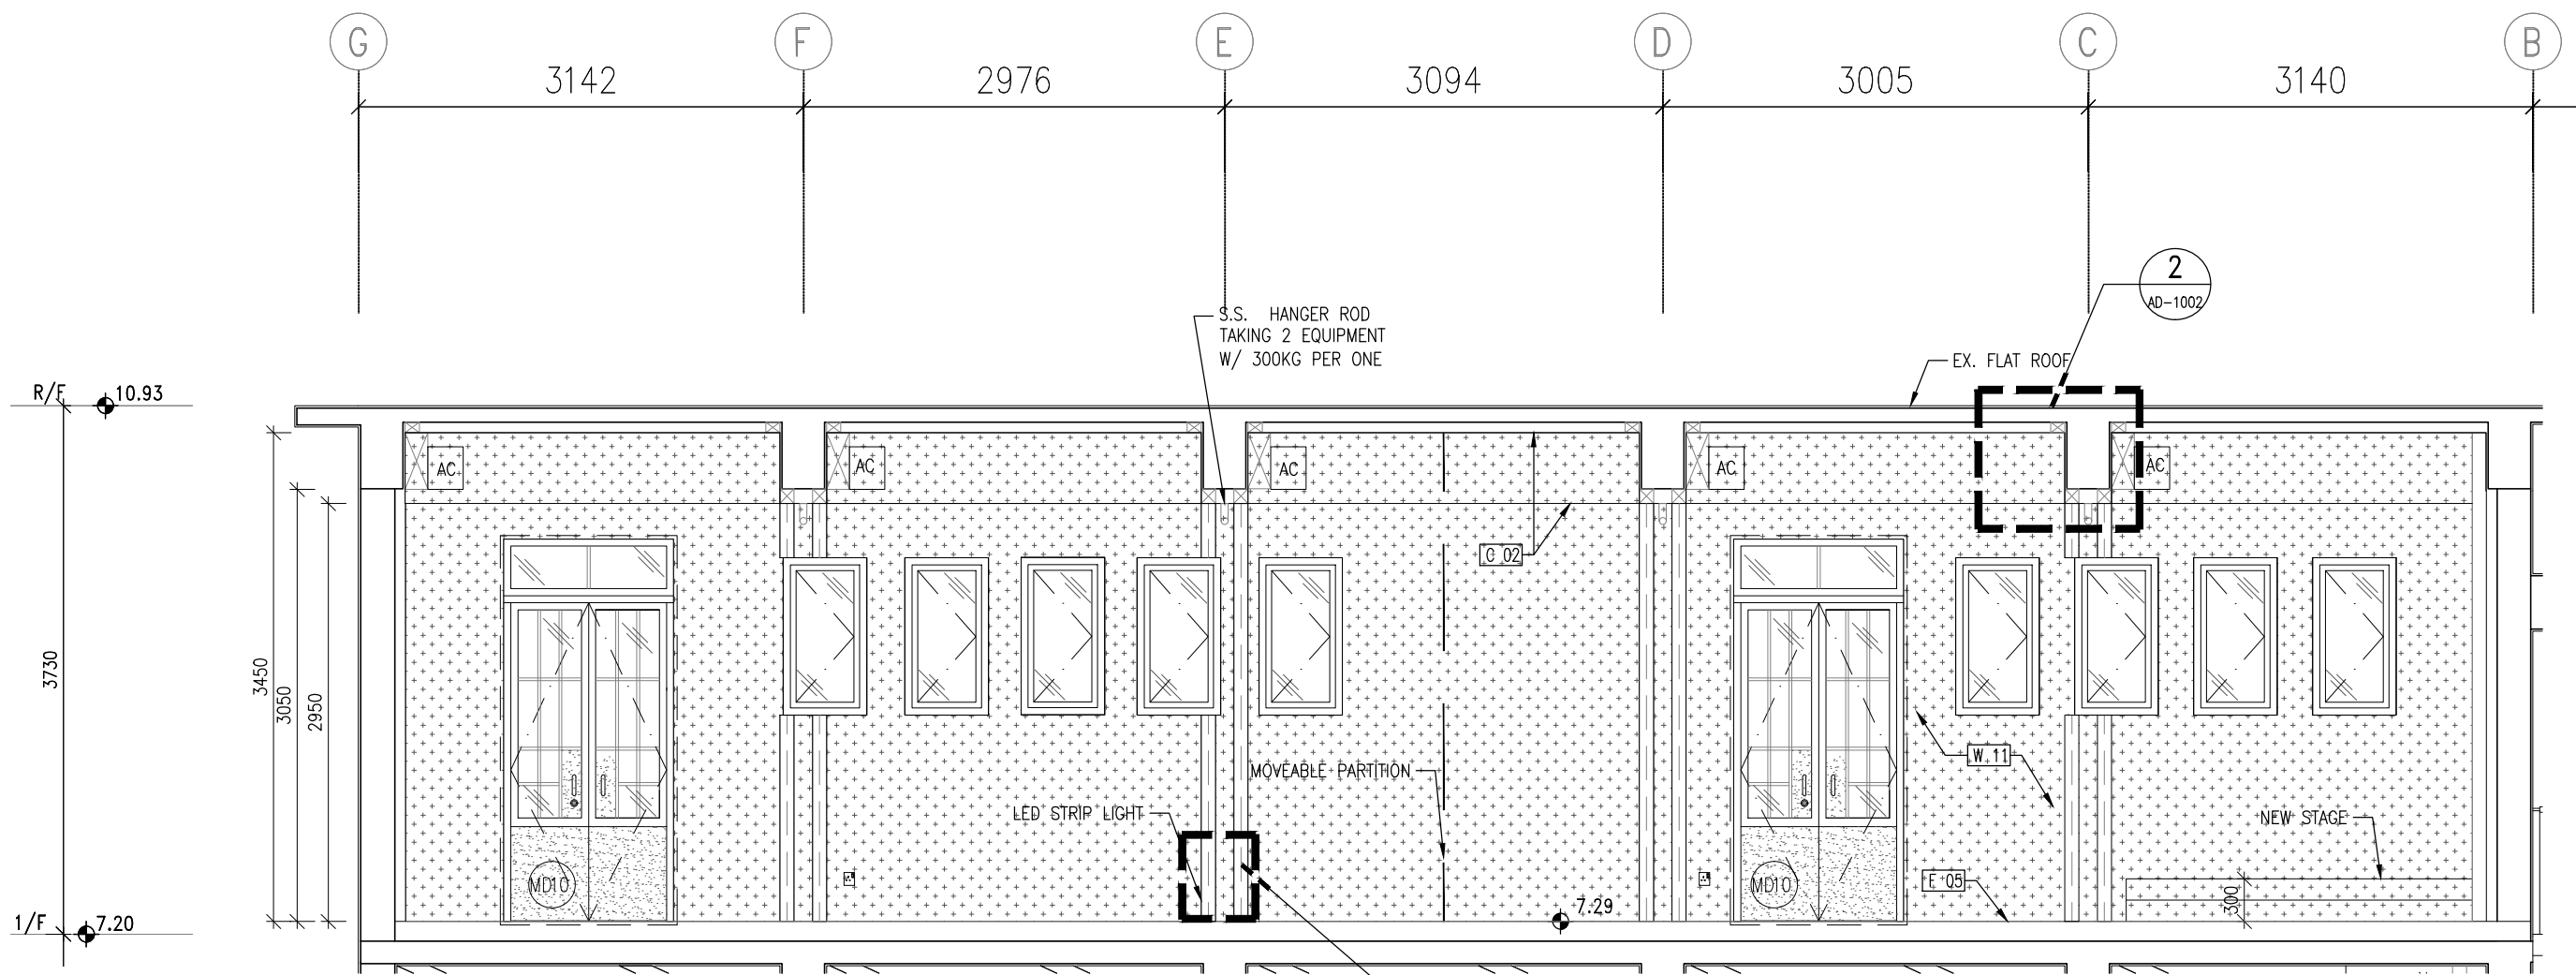 G F E D C B
3142 2976 3094 3005 3140
2
AD-1002
S.S. HANGER ROD
TAKING 2 EQUIPMENT
W/ 300KG PER ONE
EX. FLAT ROOF
R/F 10.93
AC AC AC AC AC
C 02
3730
3450
3050
2950
W 11
MOVEABLE PARTITION
LED STRIP LIGHT
NEW STAGE
MD10 MD10
F 05
300
7.29
1/F 7.20